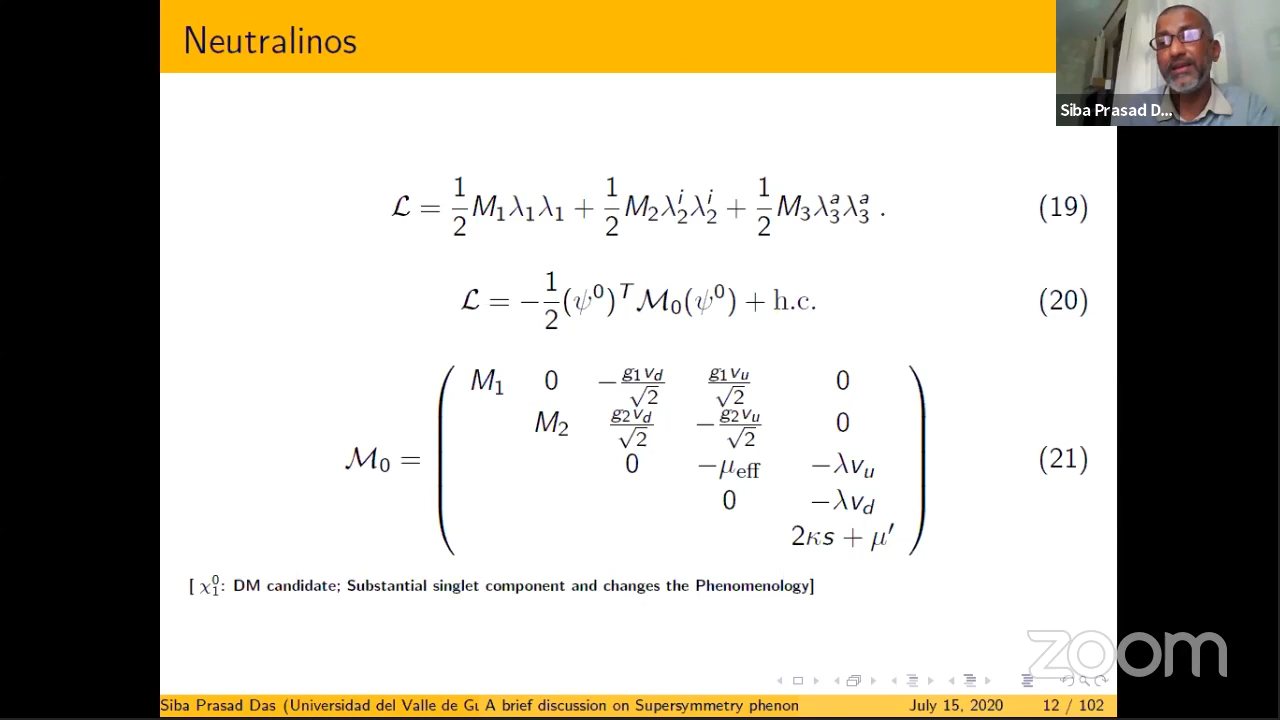 Neutralinos
Siba Prasad D...
ℒ = 1/2 M₁λ₁λ₁ + 1/2 M₂λ₂ⁱλ₂ⁱ + 1/2 M₃λ₃ᵃλ₃ᵃ . (19)
ℒ = −1/2 (ψ⁰)ᵀ ℳ₀(ψ⁰) + h.c. (20)
M₁ 0 −g₁v_d/√2 g₁v_u/√2 0
M₂ g₂v_d/√2 −g₂v_u/√2 0
ℳ₀ = 0 −μ_eff −λv_u (21)
0 −λv_d
2κs + μ′
[ χ₁⁰: DM candidate; Substantial singlet component and changes the Phenomenology]
zoom
Siba Prasad Das (Universidad del Valle de Gu A brief discussion on Supersymmetry phenon July 15, 2020 12 / 102